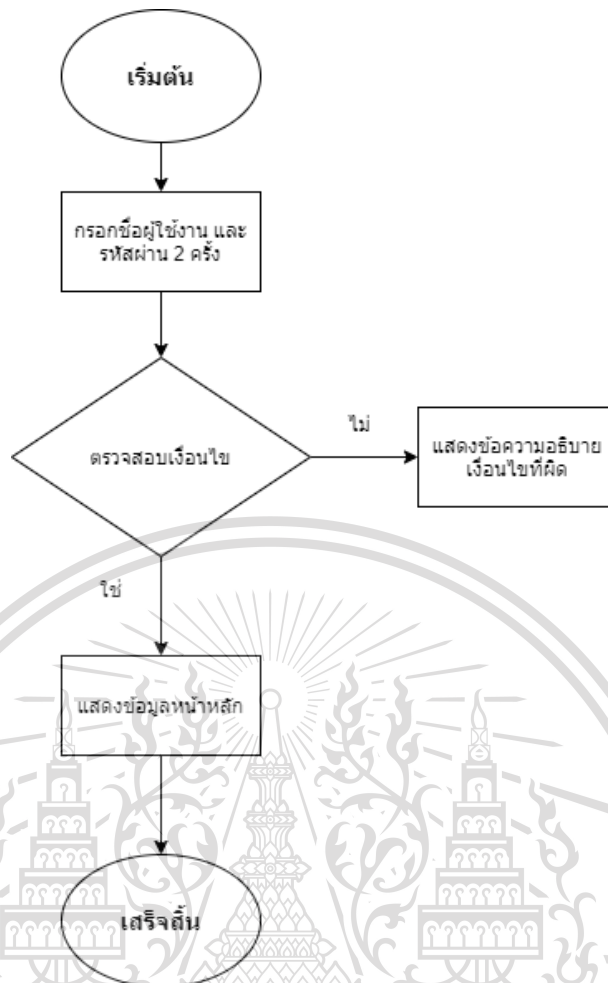 เริ่มต้น
กรอกชื่อผู้ใช้งาน และ
รหัสผ่าน 2 ครั้ง
ตรวจสอบเงื่อนไข
ไม่
แสดงข้อความอธิบาย
เงื่อนไขที่ผิด
ใช่
แสดงข้อมูลหน้าหลัก
เสร็จสิ้น